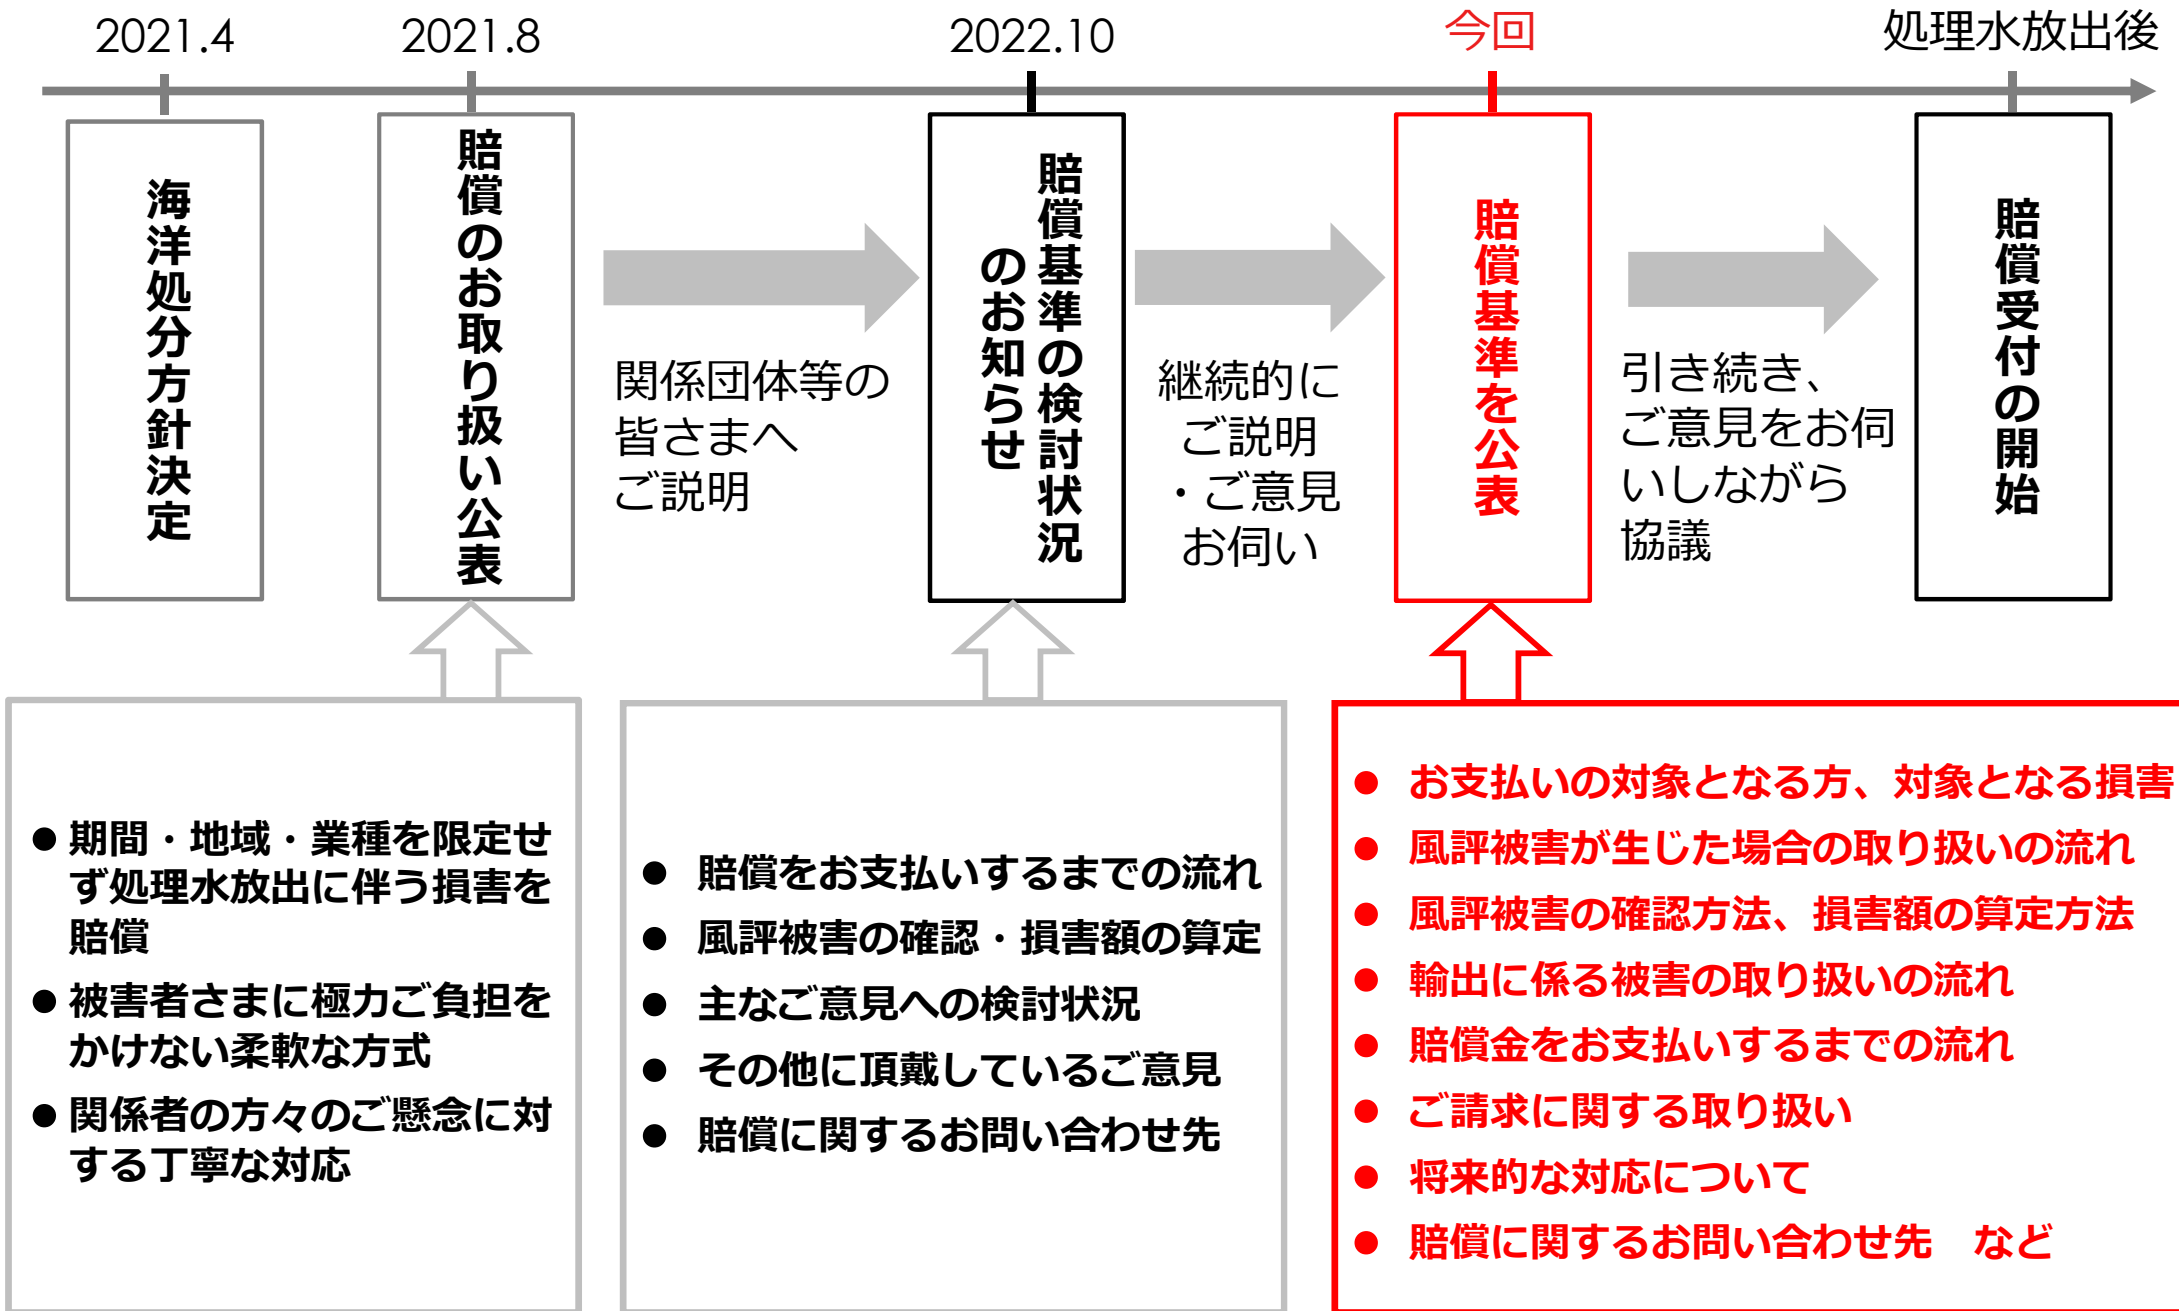 2021.4
2021.8
2022.10
今回
処理水放出後
海洋処分方針決定
賠償のお取り扱い公表
関係団体等の
皆さまへ
ご説明
賠償基準の検討状況
のお知らせ
継続的に
ご説明
・ご意見
お伺い
賠償基準を公表
引き続き、
ご意見をお伺
いしながら
協議
賠償受付の開始
● 期間・地域・業種を限定せ
ず処理水放出に伴う損害を
賠償
● 被害者さまに極力ご負担を
かけない柔軟な方式
● 関係者の方々のご懸念に対
する丁寧な対応
● 賠償をお支払いするまでの流れ
● 風評被害の確認・損害額の算定
● 主なご意見への検討状況
● その他に頂戴しているご意見
● 賠償に関するお問い合わせ先
● お支払いの対象となる方、対象となる損害
● 風評被害が生じた場合の取り扱いの流れ
● 風評被害の確認方法、損害額の算定方法
● 輸出に係る被害の取り扱いの流れ
● 賠償金をお支払いするまでの流れ
● ご請求に関する取り扱い
● 将来的な対応について
● 賠償に関するお問い合わせ先　など